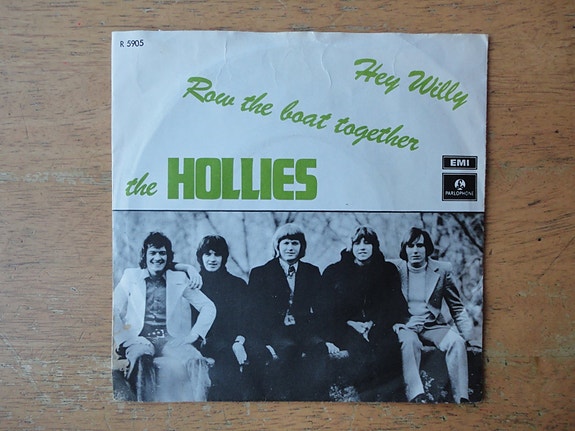 R 5905
Hey Willy
Row the boat together
the HOLLIES
EMI
PARLOPHONE